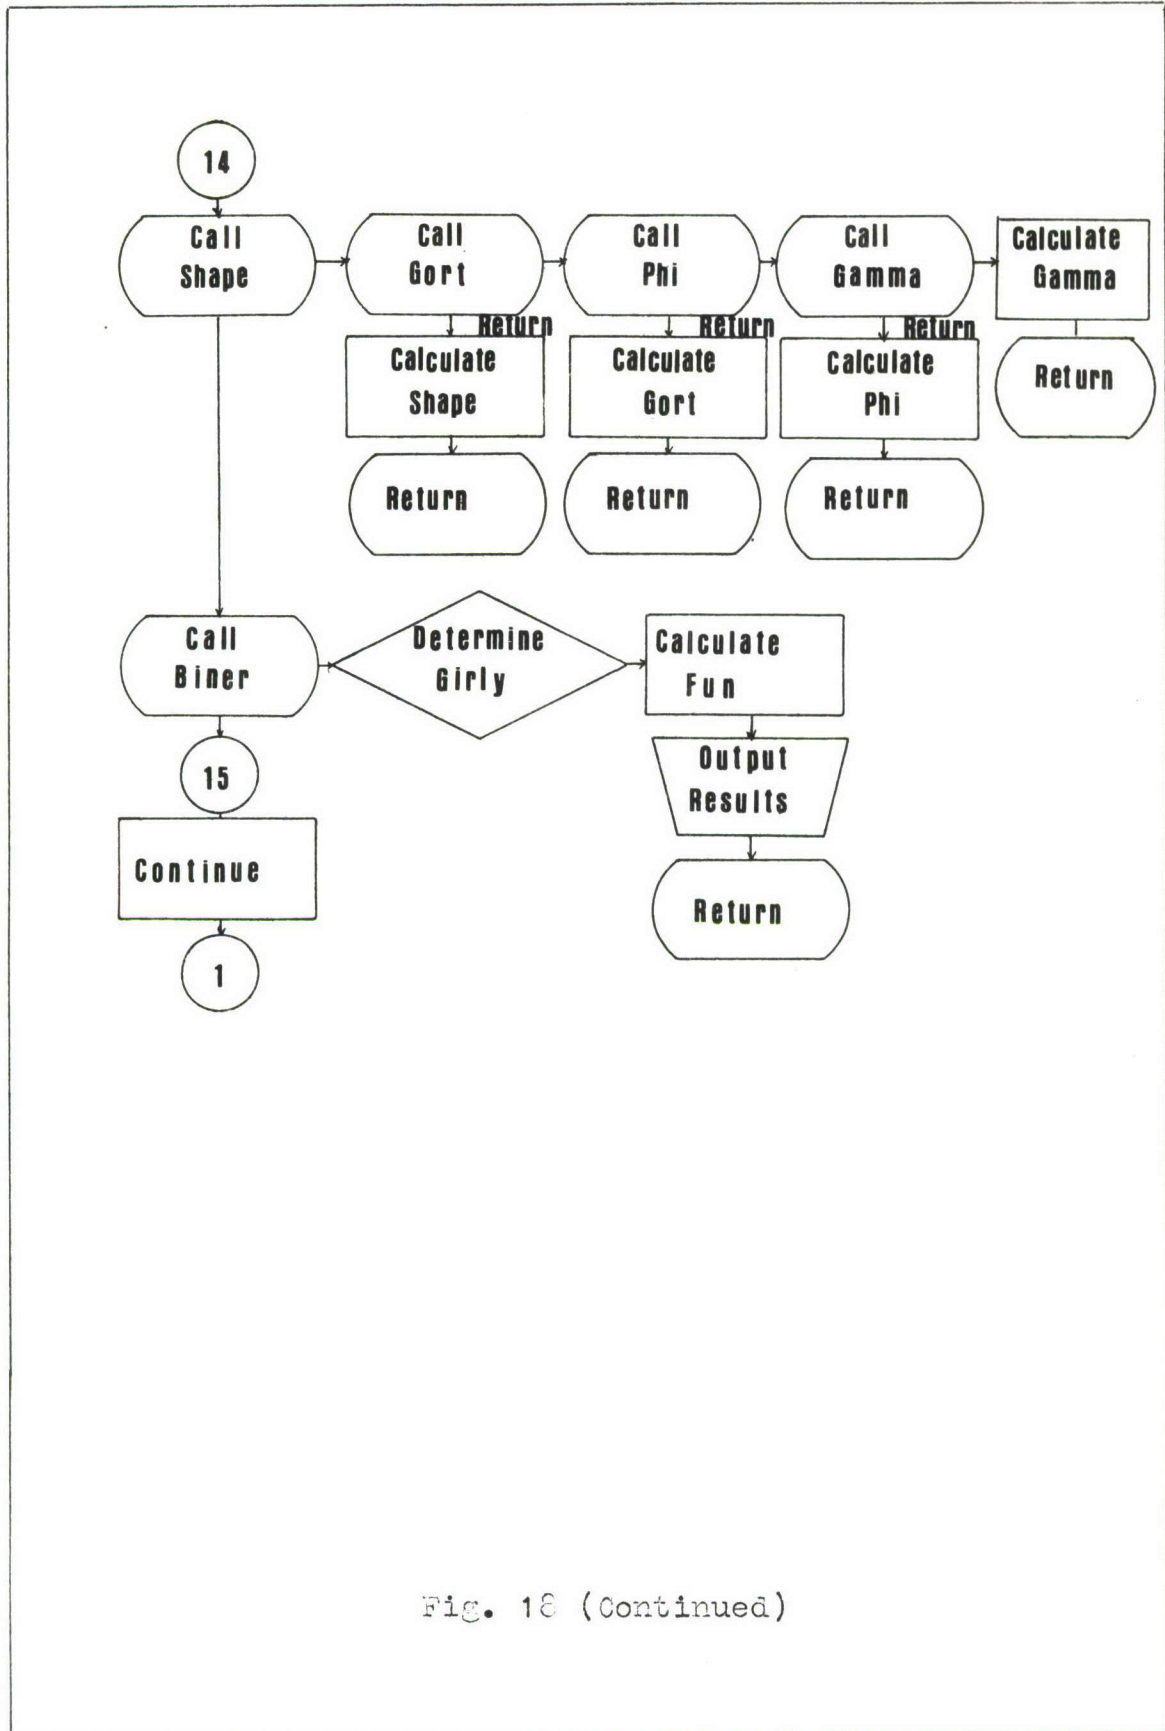 14
Call
Shape
Call
Gort
Call
Phi
Call
Gamma
Calculate
Gamma
Return
Return
Return
Calculate
Shape
Calculate
Gort
Calculate
Phi
Return
Return
Return
Return
Call
Biner
Determine
Girly
Calculate
Fun
15
Output
Results
Continue
Return
1
Fig. 18 (Continued)